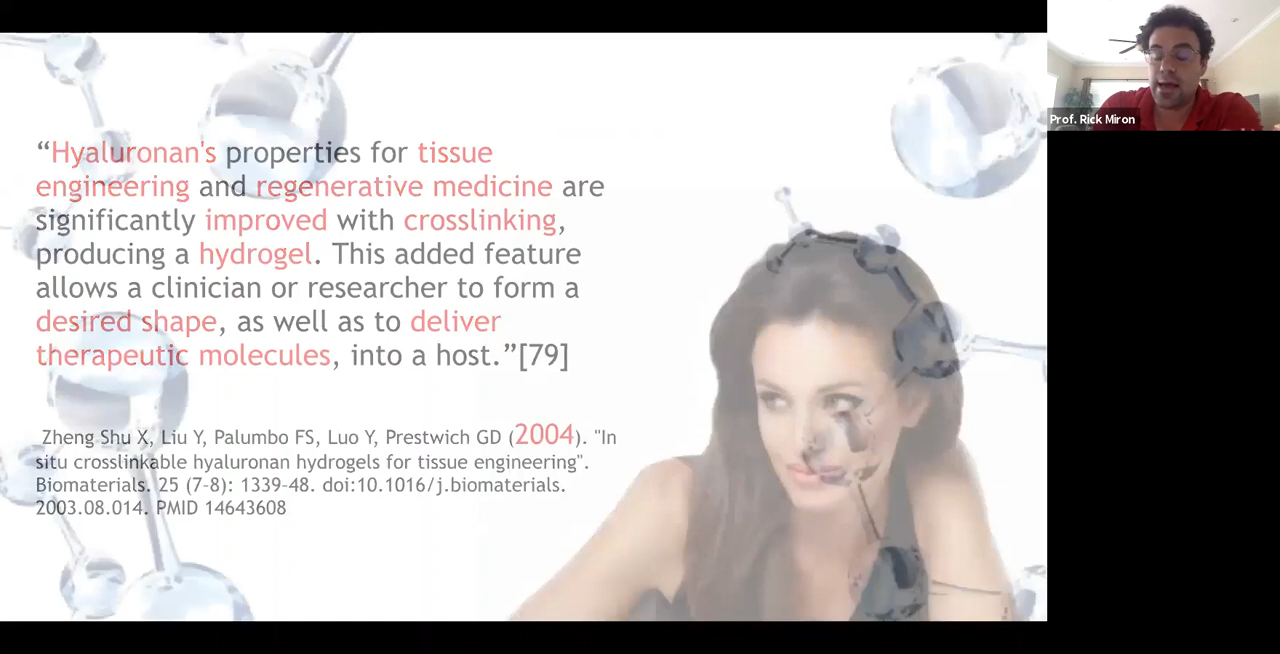 “Hyaluronan's properties for tissue
engineering and regenerative medicine are
significantly improved with crosslinking,
producing a hydrogel. This added feature
allows a clinician or researcher to form a
desired shape, as well as to deliver
therapeutic molecules, into a host.”[79]
Zheng Shu X, Liu Y, Palumbo FS, Luo Y, Prestwich GD (2004). "In
situ crosslinkable hyaluronan hydrogels for tissue engineering".
Biomaterials. 25 (7–8): 1339–48. doi:10.1016/j.biomaterials.
2003.08.014. PMID 14643608
Prof. Rick Miron